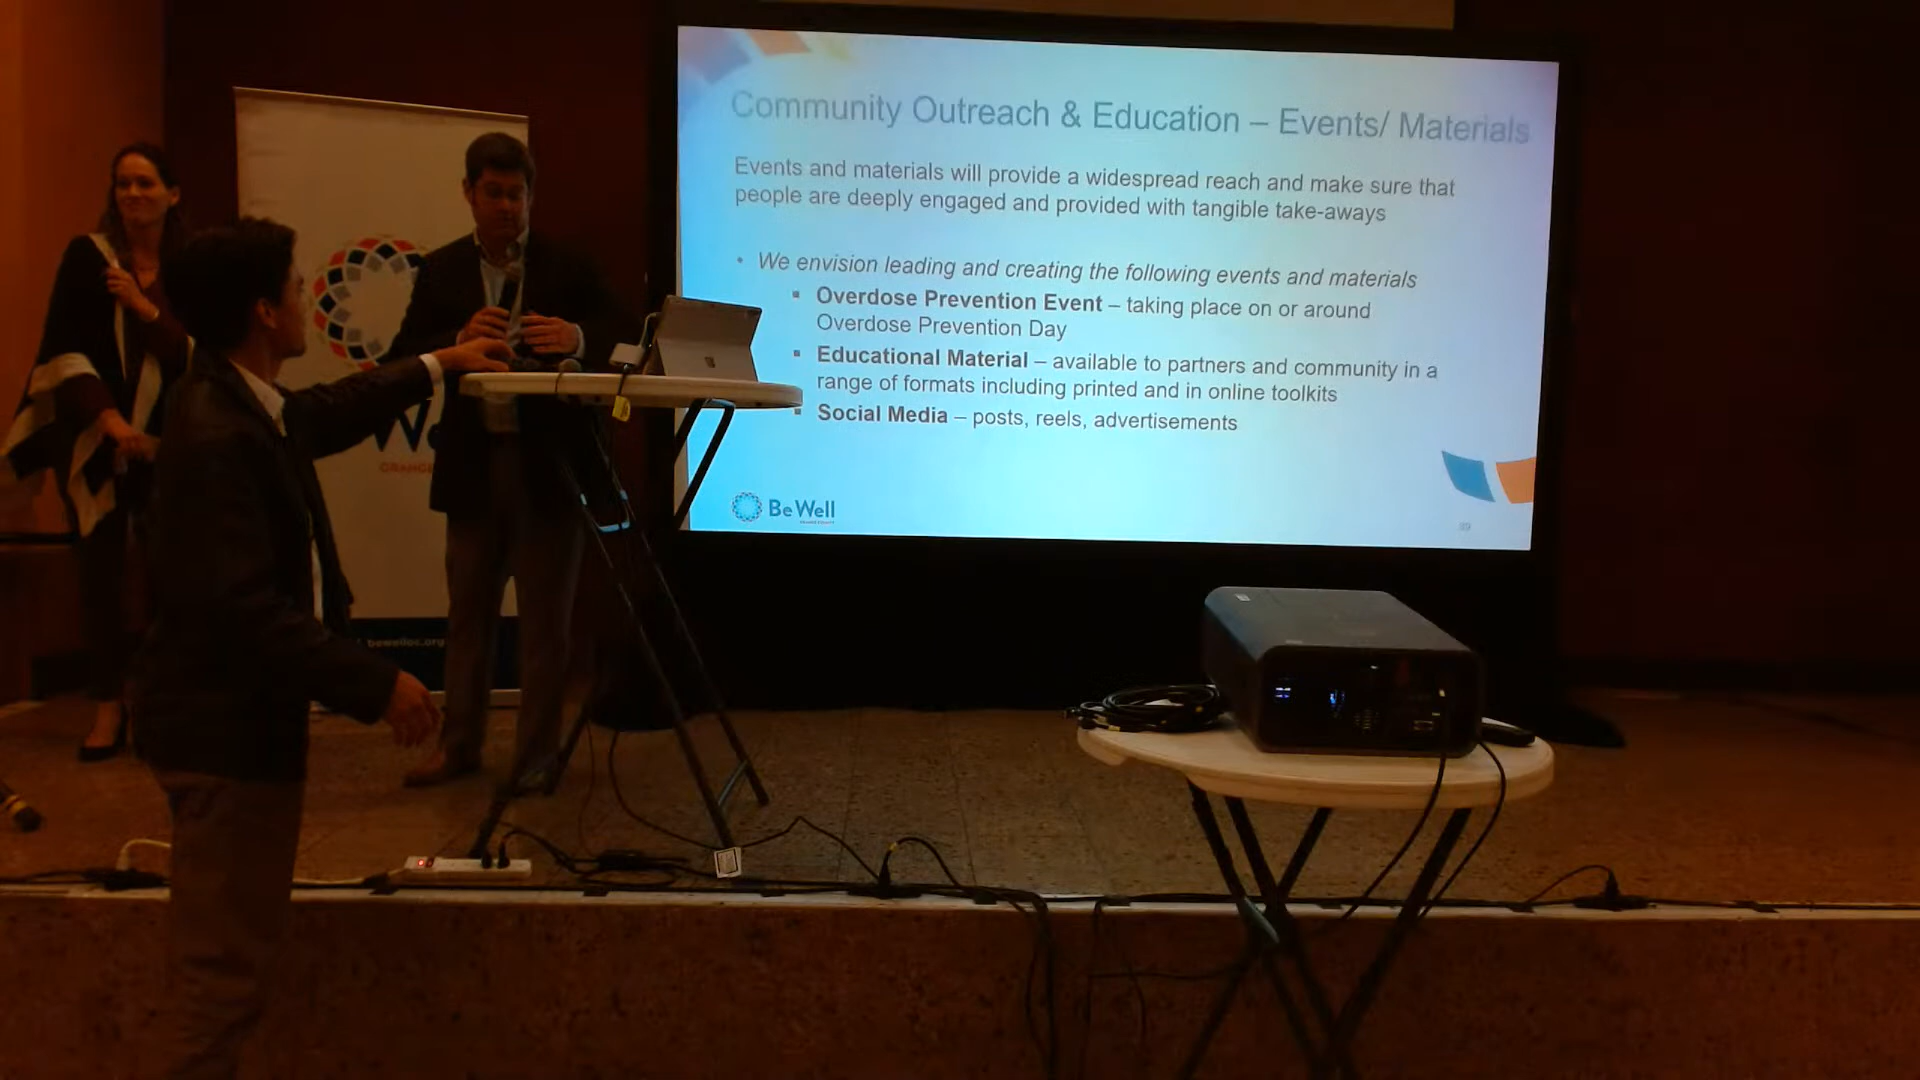 Community Outreach & Education – Events/ Materials
Events and materials will provide a widespread reach and make sure that
people are deeply engaged and provided with tangible take-aways
• We envision leading and creating the following events and materials
▪ Overdose Prevention Event – taking place on or around
Overdose Prevention Day
▪ Educational Material – available to partners and community in a
range of formats including printed and in online toolkits
▪ Social Media – posts, reels, advertisements
Be Well
bewelloc.org